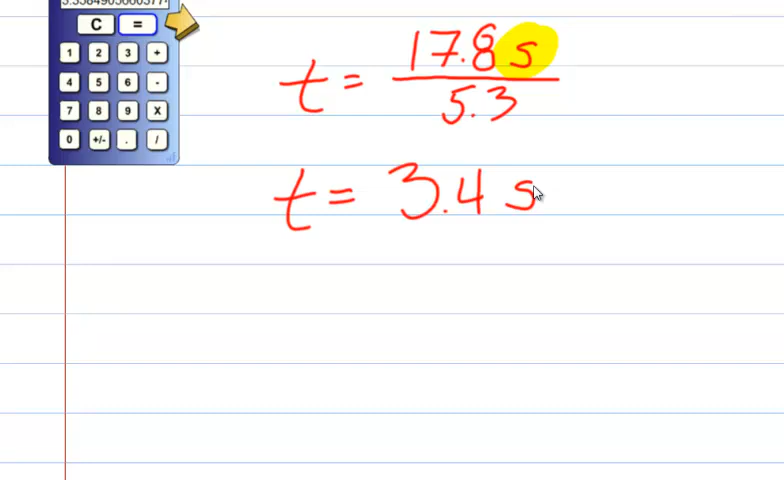 C =
1 2 3 +
4 5 6 -
7 8 9 X
0 +/- . /
t = 17.8 s / 5.3
t = 3.4 s